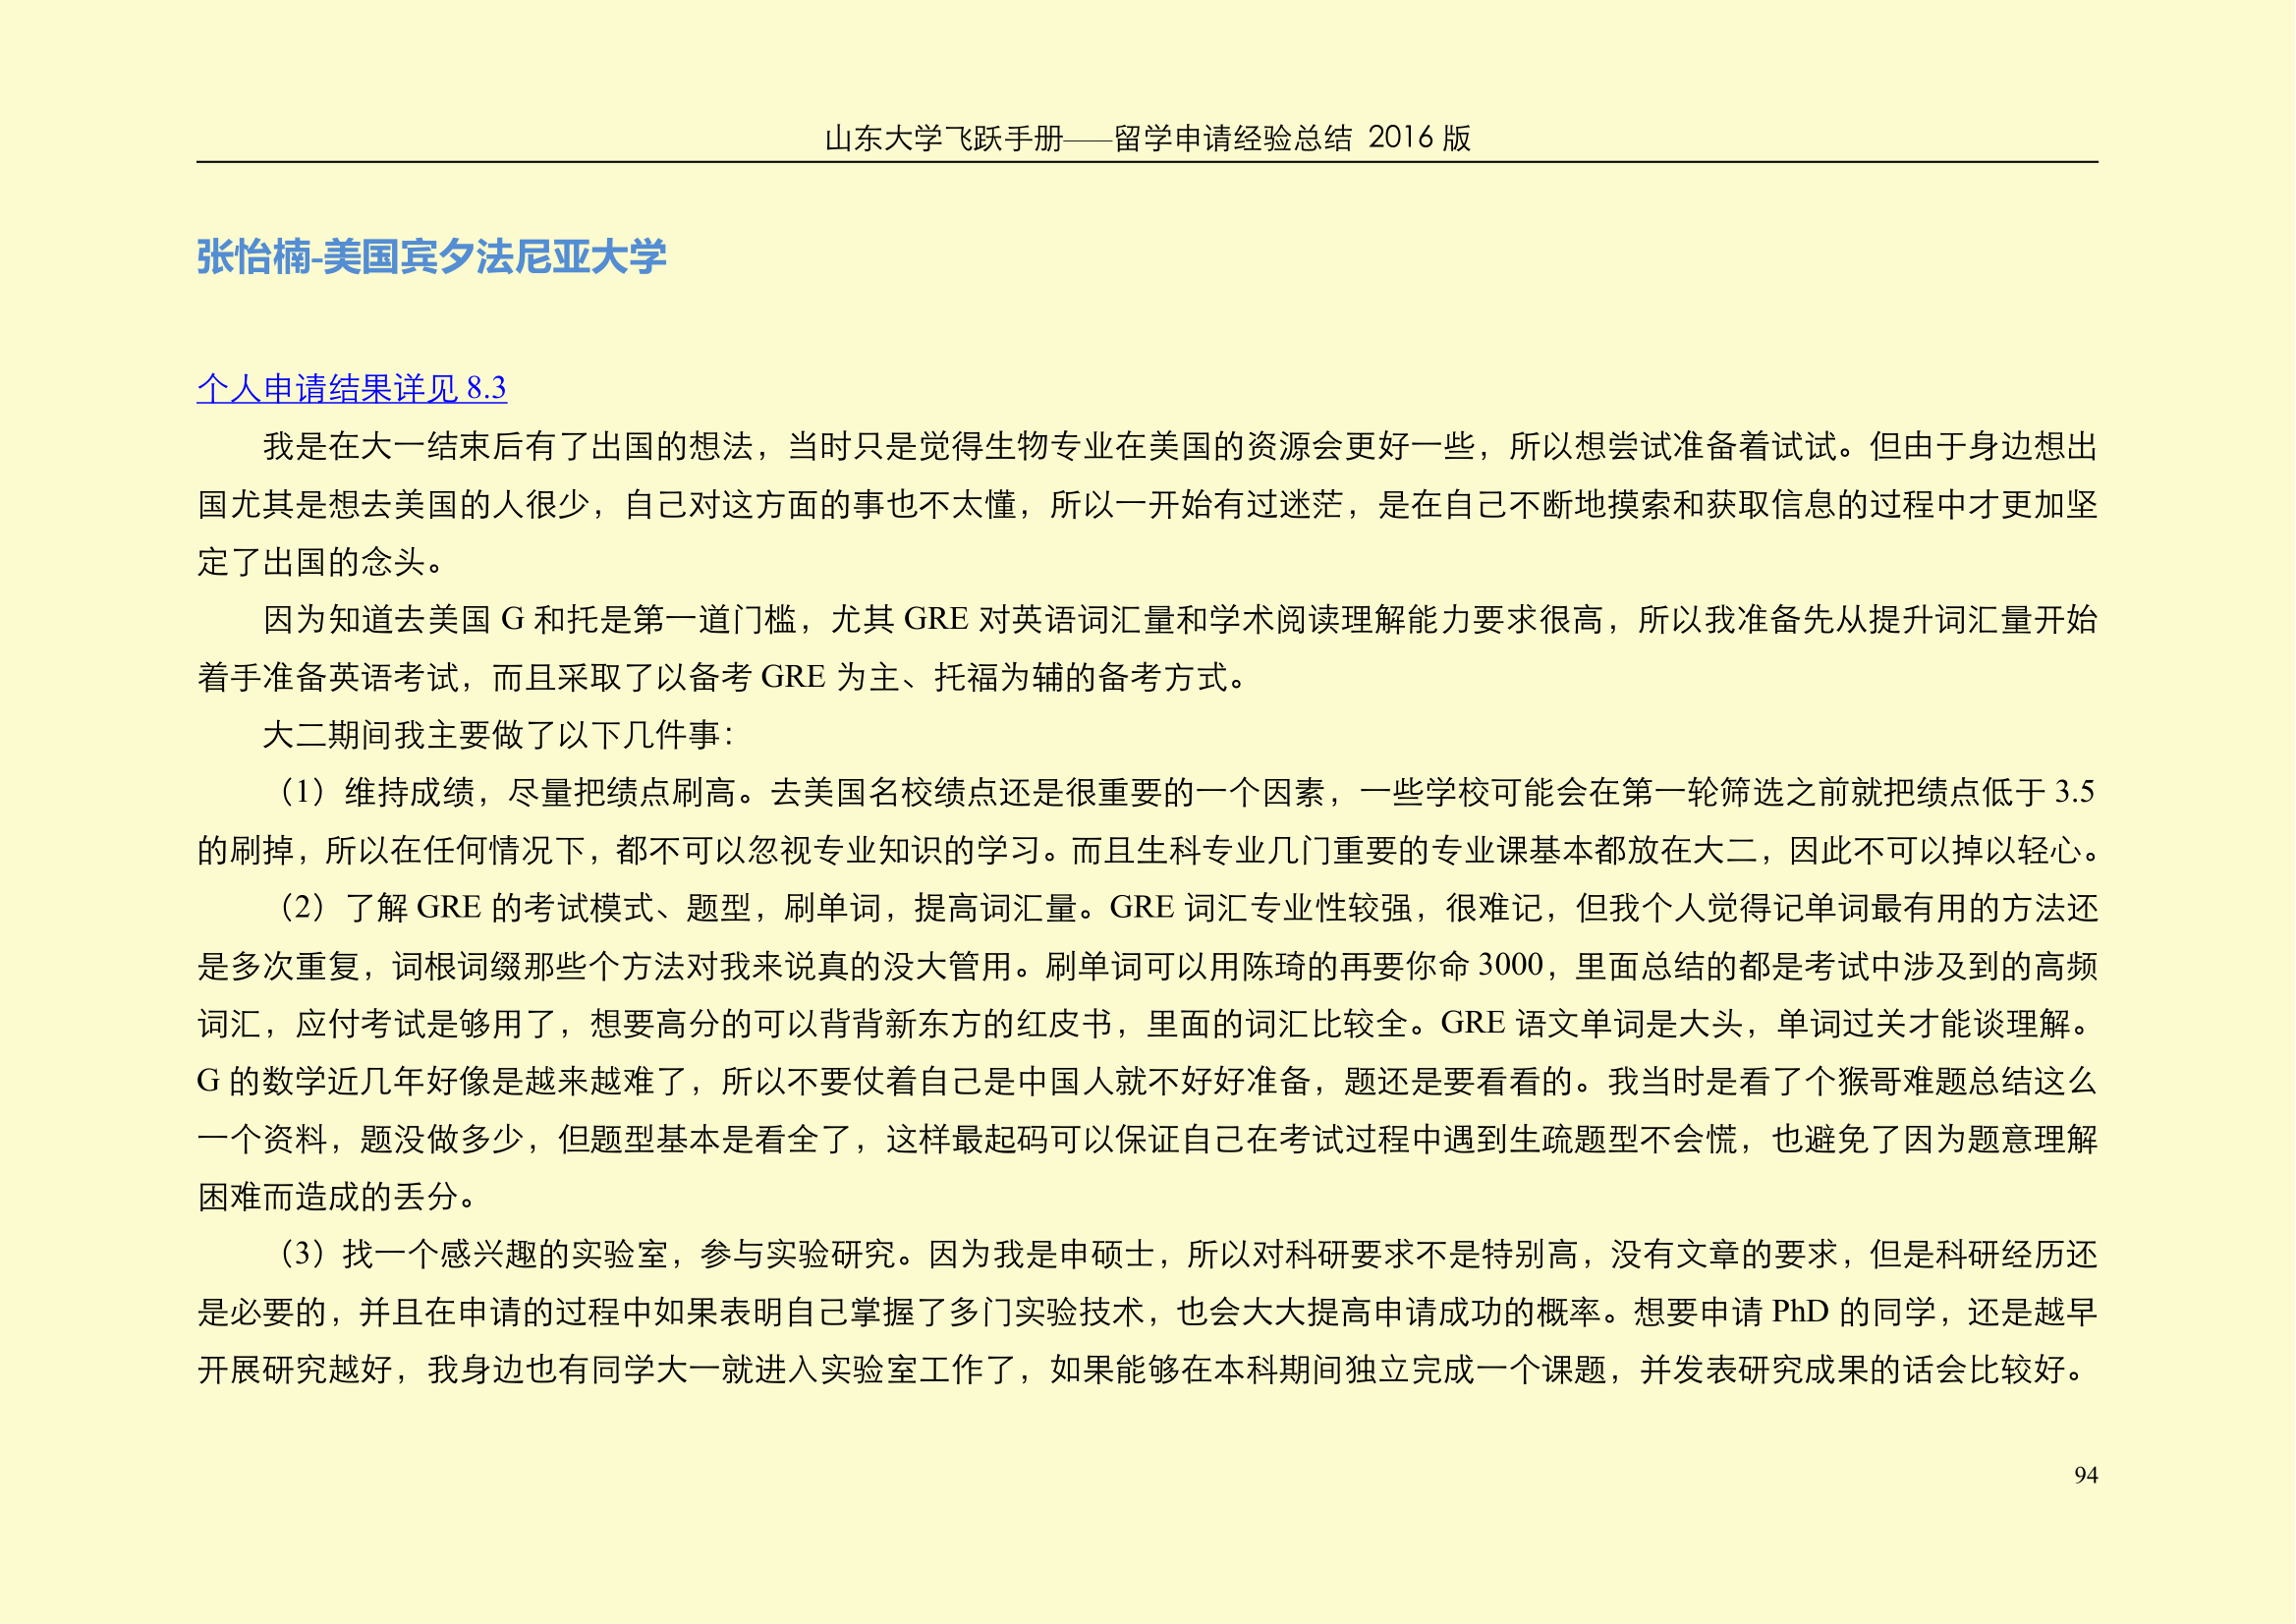 山东大学飞跃手册——留学申请经验总结 2016 版
张怡楠-美国宾夕法尼亚大学
个人申请结果详见 8.3
我是在大一结束后有了出国的想法，当时只是觉得生物专业在美国的资源会更好一些，所以想尝试准备着试试。但由于身边想出
国尤其是想去美国的人很少，自己对这方面的事也不太懂，所以一开始有过迷茫，是在自己不断地摸索和获取信息的过程中才更加坚
定了出国的念头。
因为知道去美国 G 和托是第一道门槛，尤其 GRE 对英语词汇量和学术阅读理解能力要求很高，所以我准备先从提升词汇量开始
着手准备英语考试，而且采取了以备考 GRE 为主、托福为辅的备考方式。
大二期间我主要做了以下几件事：
（1）维持成绩，尽量把绩点刷高。去美国名校绩点还是很重要的一个因素，一些学校可能会在第一轮筛选之前就把绩点低于 3.5
的刷掉，所以在任何情况下，都不可以忽视专业知识的学习。而且生科专业几门重要的专业课基本都放在大二，因此不可以掉以轻心。
（2）了解 GRE 的考试模式、题型，刷单词，提高词汇量。GRE 词汇专业性较强，很难记，但我个人觉得记单词最有用的方法还
是多次重复，词根词缀那些个方法对我来说真的没大管用。刷单词可以用陈琦的再要你命 3000，里面总结的都是考试中涉及到的高频
词汇，应付考试是够用了，想要高分的可以背背新东方的红皮书，里面的词汇比较全。GRE 语文单词是大头，单词过关才能谈理解。
G 的数学近几年好像是越来越难了，所以不要仗着自己是中国人就不好好准备，题还是要看看的。我当时是看了个猴哥难题总结这么
一个资料，题没做多少，但题型基本是看全了，这样最起码可以保证自己在考试过程中遇到生疏题型不会慌，也避免了因为题意理解
困难而造成的丢分。
（3）找一个感兴趣的实验室，参与实验研究。因为我是申硕士，所以对科研要求不是特别高，没有文章的要求，但是科研经历还
是必要的，并且在申请的过程中如果表明自己掌握了多门实验技术，也会大大提高申请成功的概率。想要申请 PhD 的同学，还是越早
开展研究越好，我身边也有同学大一就进入实验室工作了，如果能够在本科期间独立完成一个课题，并发表研究成果的话会比较好。
94